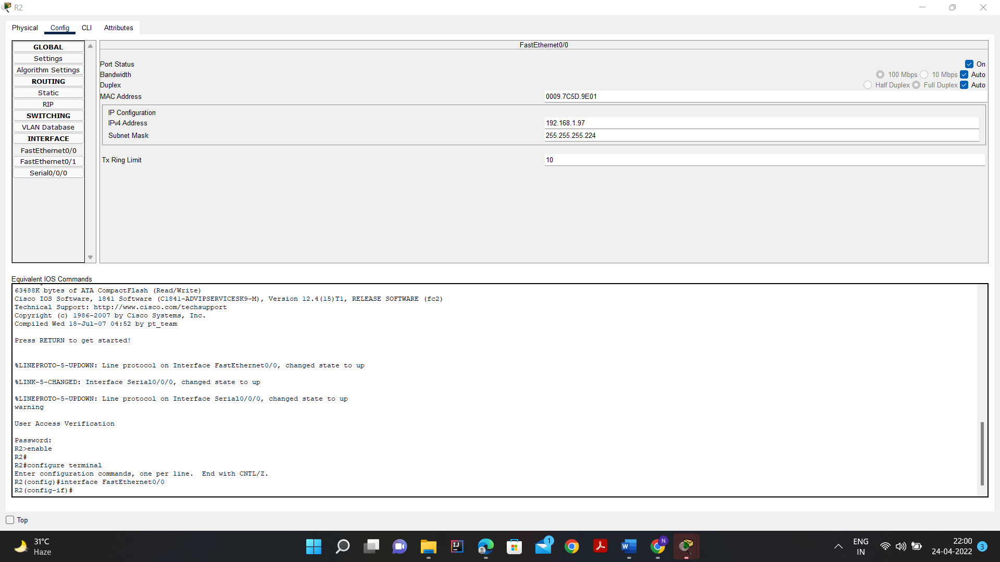 R2
Physical Config CLI Attributes
GLOBAL
Settings
Algorithm Settings
ROUTING
Static
RIP
SWITCHING
VLAN Database
INTERFACE
FastEthernet0/0
FastEthernet0/1
Serial0/0/0
FastEthernet0/0
Port Status On
Bandwidth 100 Mbps 10 Mbps Auto
Duplex Half Duplex Full Duplex Auto
MAC Address 0009.7C5D.9E01
IP Configuration
IPv4 Address 192.168.1.97
Subnet Mask 255.255.255.224
Tx Ring Limit 10
Equivalent IOS Commands
63488K bytes of ATA CompactFlash (Read/Write)
Cisco IOS Software, 1841 Software (C1841-ADVIPSERVICESK9-M), Version 12.4(15)T1, RELEASE SOFTWARE (fc2)
Technical Support: http://www.cisco.com/techsupport
Copyright (c) 1986-2007 by Cisco Systems, Inc.
Compiled Wed 18-Jul-07 04:52 by pt_team
Press RETURN to get started!
%LINEPROTO-5-UPDOWN: Line protocol on Interface FastEthernet0/0, changed state to up
%LINK-5-CHANGED: Interface Serial0/0/0, changed state to up
%LINEPROTO-5-UPDOWN: Line protocol on Interface Serial0/0/0, changed state to up
warning
User Access Verification
Password:
R2>enable
R2#
R2#configure terminal
Enter configuration commands, one per line.  End with CNTL/Z.
R2(config)#interface FastEthernet0/0
R2(config-if)#
Top
31°C
Haze
IJ
1
W
N
ENG
IN
22:00
24-04-2022
3